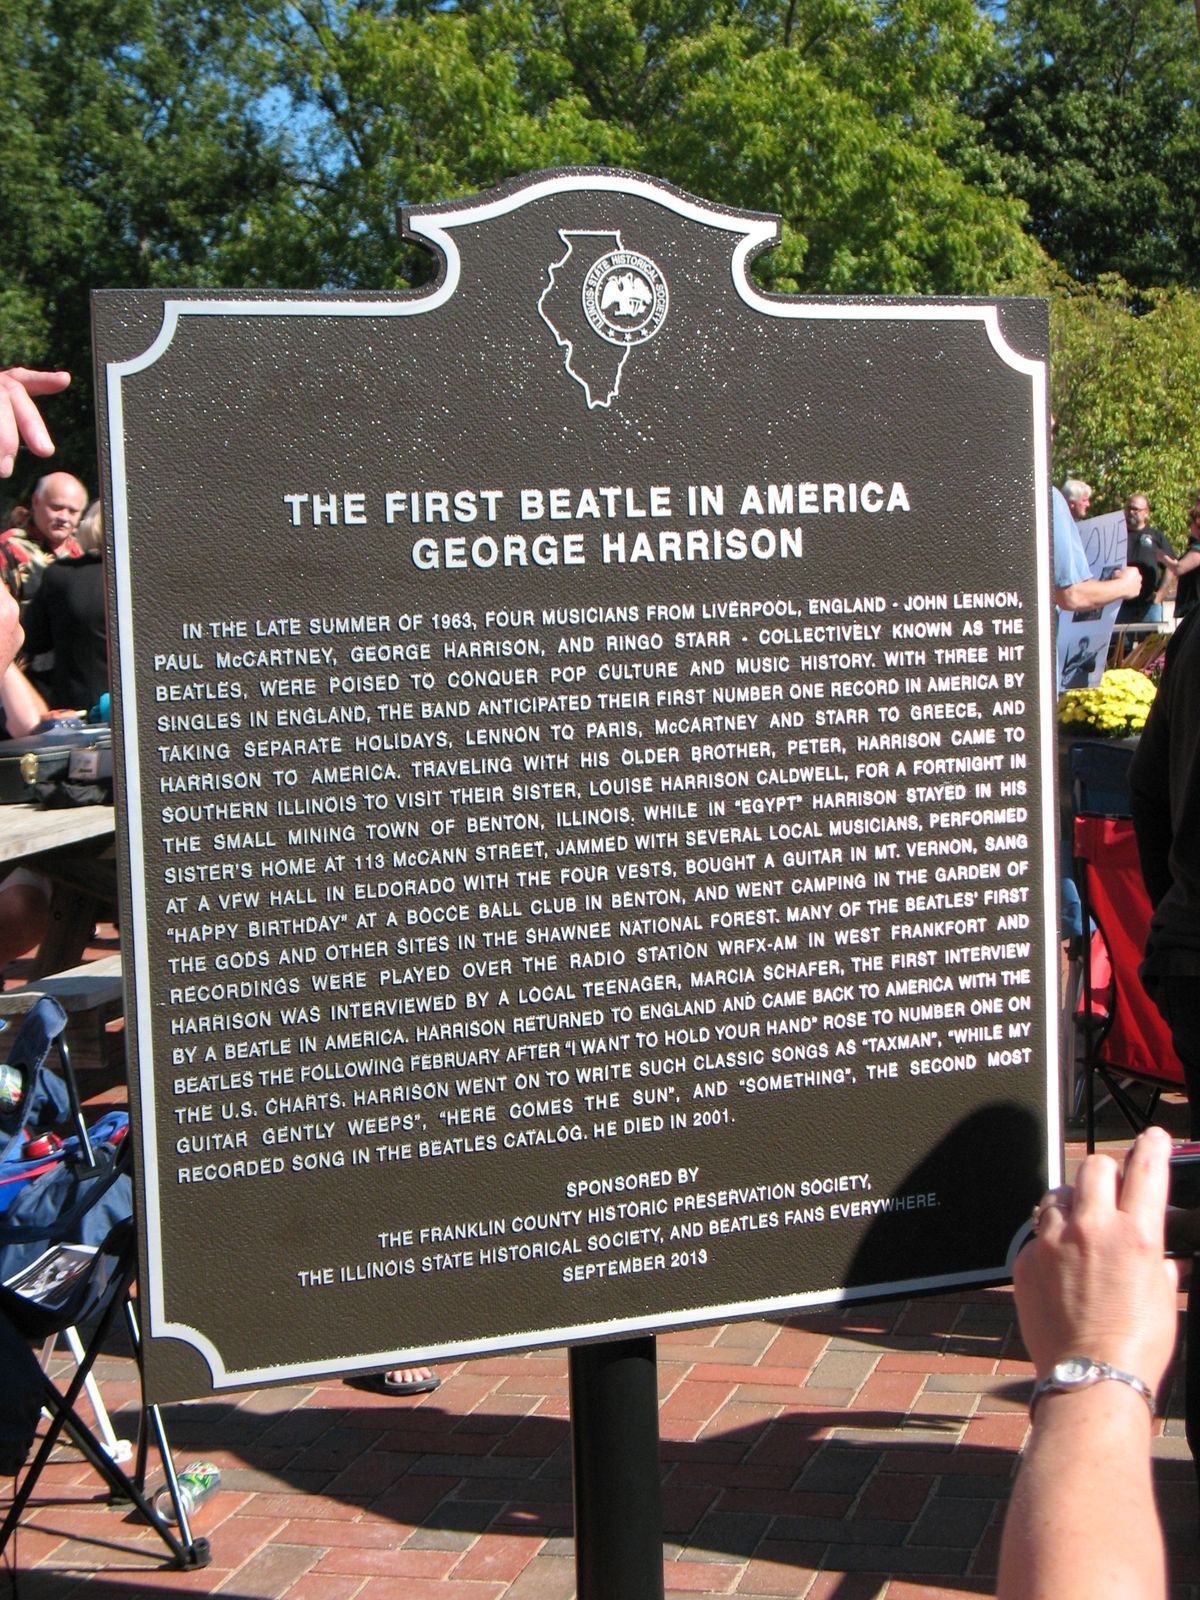 ILLINOIS STATE HISTORICAL SOCIETY
THE FIRST BEATLE IN AMERICA
GEORGE HARRISON
IN THE LATE SUMMER OF 1963, FOUR MUSICIANS FROM LIVERPOOL, ENGLAND - JOHN LENNON,
PAUL McCARTNEY, GEORGE HARRISON, AND RINGO STARR - COLLECTIVELY KNOWN AS THE
BEATLES, WERE POISED TO CONQUER POP CULTURE AND MUSIC HISTORY. WITH THREE HIT
SINGLES IN ENGLAND, THE BAND ANTICIPATED THEIR FIRST NUMBER ONE RECORD IN AMERICA BY
TAKING SEPARATE HOLIDAYS, LENNON TO PARIS, McCARTNEY AND STARR TO GREECE, AND
HARRISON TO AMERICA. TRAVELING WITH HIS OLDER BROTHER, PETER, HARRISON CAME TO
SOUTHERN ILLINOIS TO VISIT THEIR SISTER, LOUISE HARRISON CALDWELL, FOR A FORTNIGHT IN
THE SMALL MINING TOWN OF BENTON, ILLINOIS. WHILE IN "EGYPT" HARRISON STAYED IN HIS
SISTER'S HOME AT 113 McCANN STREET, JAMMED WITH SEVERAL LOCAL MUSICIANS, PERFORMED
AT A VFW HALL IN ELDORADO WITH THE FOUR VESTS, BOUGHT A GUITAR IN MT. VERNON, SANG
"HAPPY BIRTHDAY" AT A BOCCE BALL CLUB IN BENTON, AND WENT CAMPING IN THE GARDEN OF
THE GODS AND OTHER SITES IN THE SHAWNEE NATIONAL FOREST. MANY OF THE BEATLES' FIRST
RECORDINGS WERE PLAYED OVER THE RADIO STATION WRFX-AM IN WEST FRANKFORT AND
HARRISON WAS INTERVIEWED BY A LOCAL TEENAGER, MARCIA SCHAFER, THE FIRST INTERVIEW
BY A BEATLE IN AMERICA. HARRISON RETURNED TO ENGLAND AND CAME BACK TO AMERICA WITH THE
BEATLES THE FOLLOWING FEBRUARY AFTER "I WANT TO HOLD YOUR HAND" ROSE TO NUMBER ONE ON
THE U.S. CHARTS. HARRISON WENT ON TO WRITE SUCH CLASSIC SONGS AS "TAXMAN", "WHILE MY
GUITAR GENTLY WEEPS", "HERE COMES THE SUN", AND "SOMETHING", THE SECOND MOST
RECORDED SONG IN THE BEATLES CATALOG. HE DIED IN 2001.
SPONSORED BY
THE FRANKLIN COUNTY HISTORIC PRESERVATION SOCIETY,
THE ILLINOIS STATE HISTORICAL SOCIETY, AND BEATLES FANS EVERYWHERE.
SEPTEMBER 2013